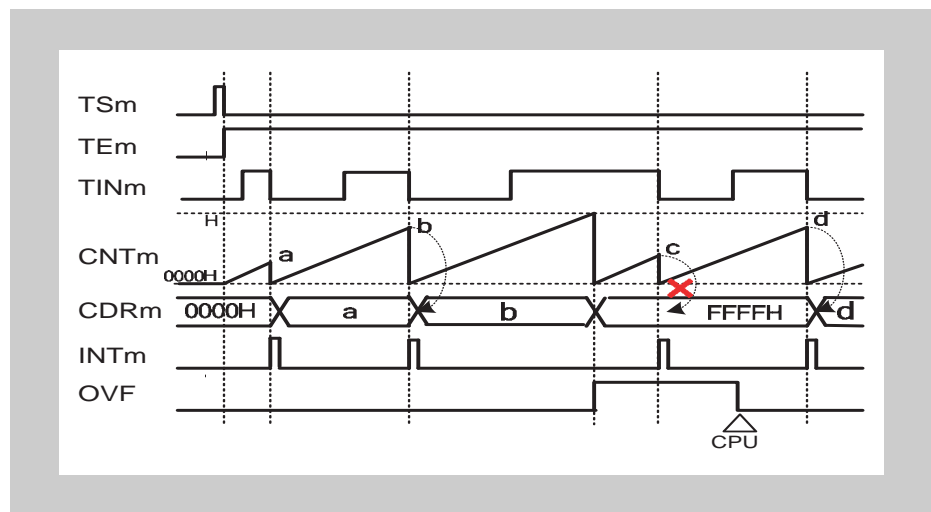 TSm
TEm
TINm
H
b
d
CNTm
a
c
0000H
CDRm
0000H
a
b
FFFFH
d
INTm
OVF
CPU